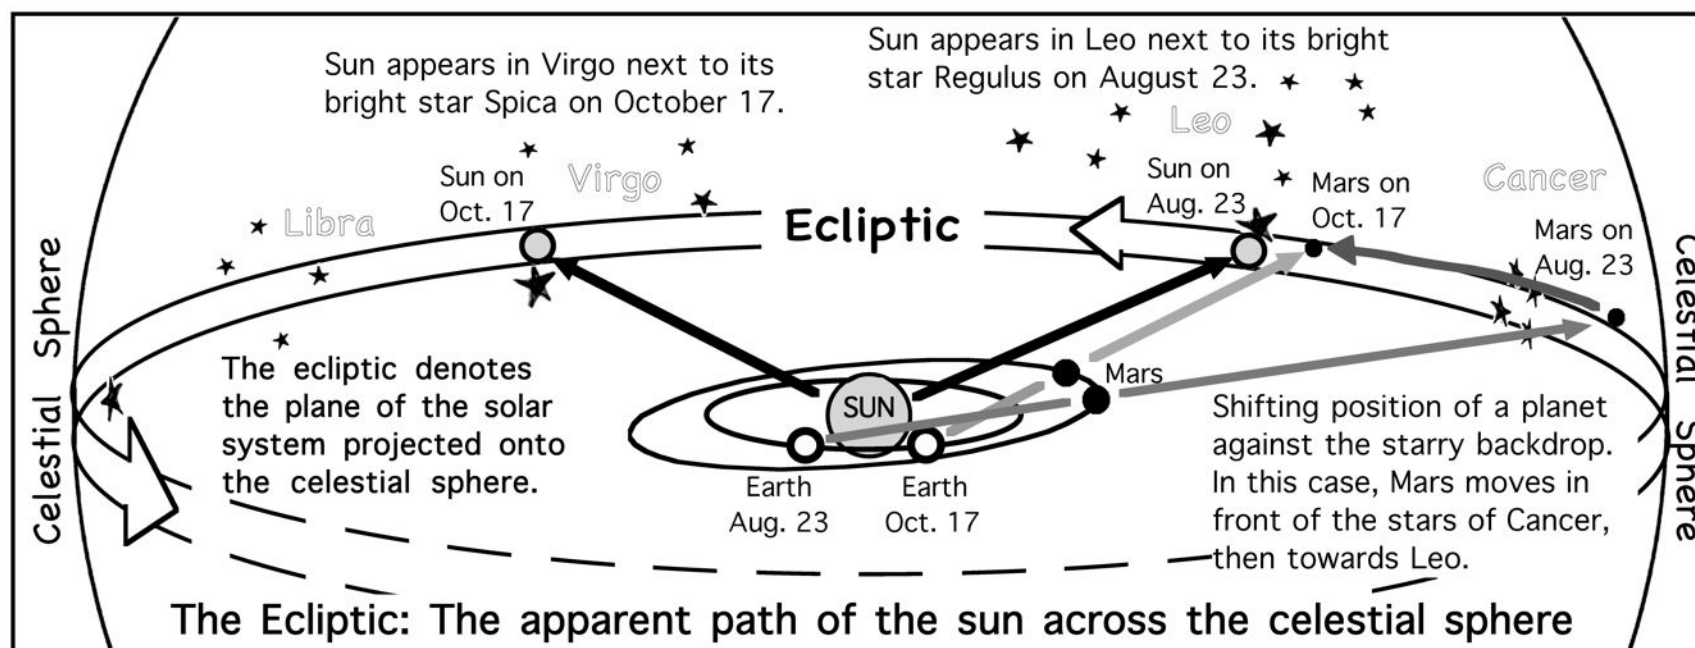 Sun appears in Virgo next to its
bright star Spica on October 17.
Sun appears in Leo next to its bright
star Regulus on August 23.
Leo
Sun on
Oct. 17
Virgo
Libra
Ecliptic
Sun on
Aug. 23
Mars on
Oct. 17
Cancer
Mars on
Aug. 23
Celestial Sphere
Celestial Sphere
The ecliptic denotes
the plane of the solar
system projected onto
the celestial sphere.
SUN
Mars
Earth
Aug. 23
Earth
Oct. 17
Shifting position of a planet
against the starry backdrop.
In this case, Mars moves in
front of the stars of Cancer,
then towards Leo.
The Ecliptic: The apparent path of the sun across the celestial sphere